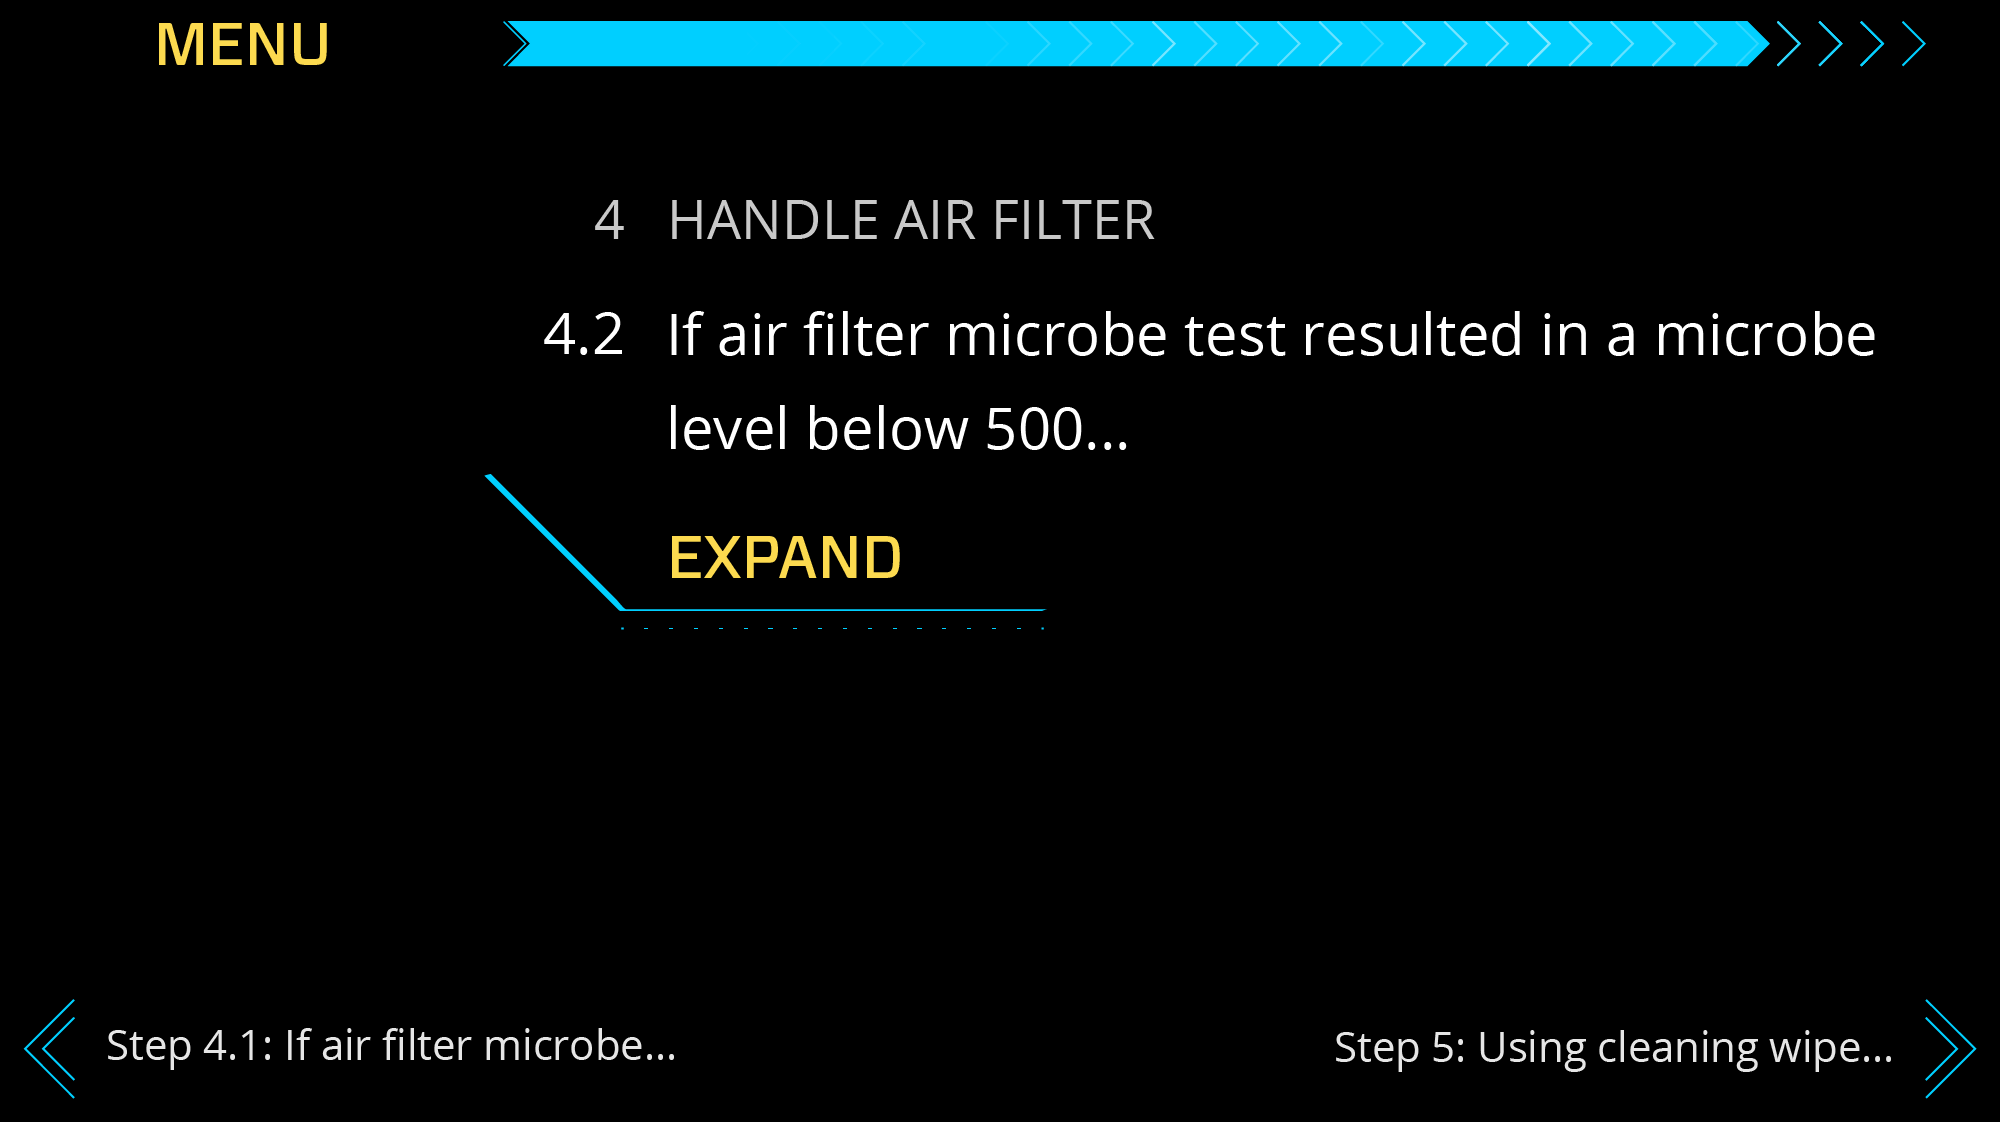 MENU
4 HANDLE AIR FILTER
4.2 If air filter microbe test resulted in a microbe
level below 500...
EXPAND
Step 4.1: If air filter microbe...
Step 5: Using cleaning wipe...